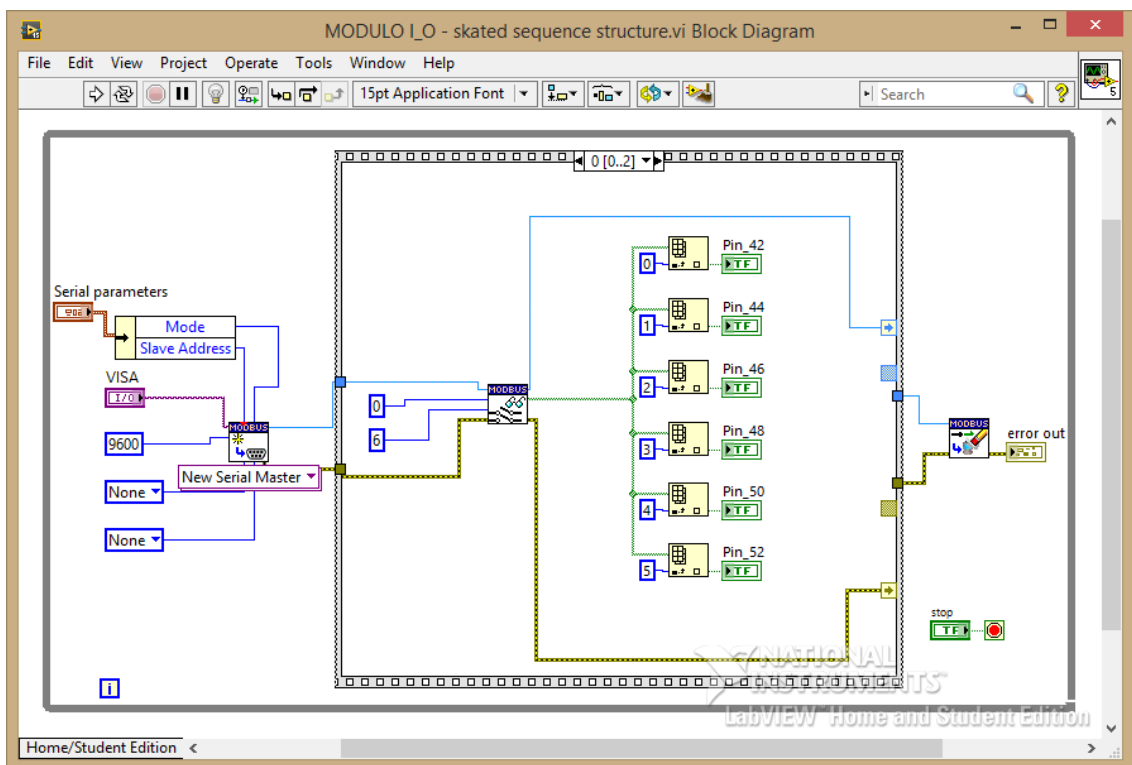 MODULO I_O - skated sequence structure.vi Block Diagram
File Edit View Project Operate Tools Window Help
15pt Application Font
Search
5
0 [0..2]
Serial parameters
Mode
Slave Address
VISA
I/O
9600
MODBUS
New Serial Master
None
None
0
6
MODBUS
Pin_42
0
TF
Pin_44
1
TF
Pin_46
2
TF
Pin_48
3
TF
Pin_50
4
TF
Pin_52
5
TF
MODBUS
error out
stop
TF
i
NATIONAL
INSTRUMENTS
LabVIEW™ Home and Student Edition
Home/Student Edition